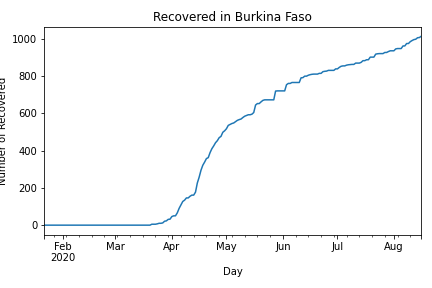 Recovered in Burkina Faso
Number of Recovered
1000
800
600
400
200
0
Feb Mar Apr May Jun Jul Aug
2020
Day